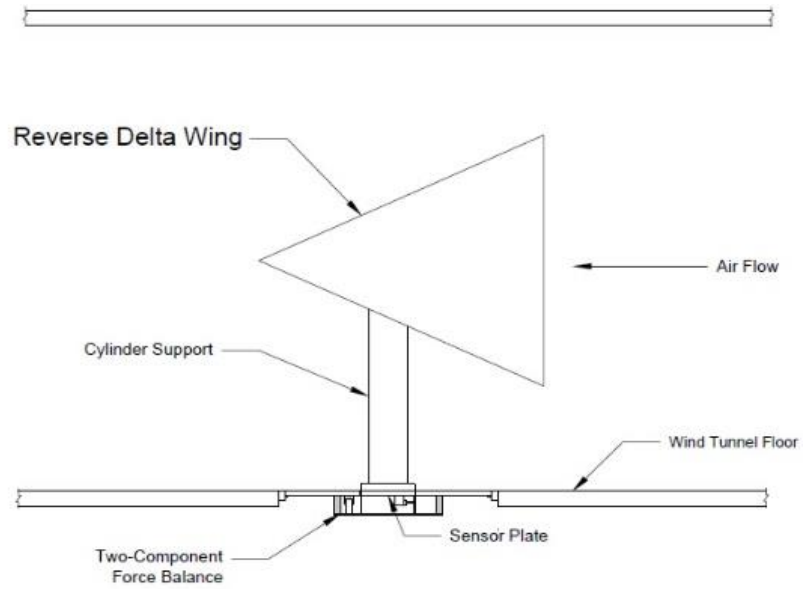 Reverse Delta Wing
Air Flow
Cylinder Support
Wind Tunnel Floor
Sensor Plate
Two-Component
Force Balance